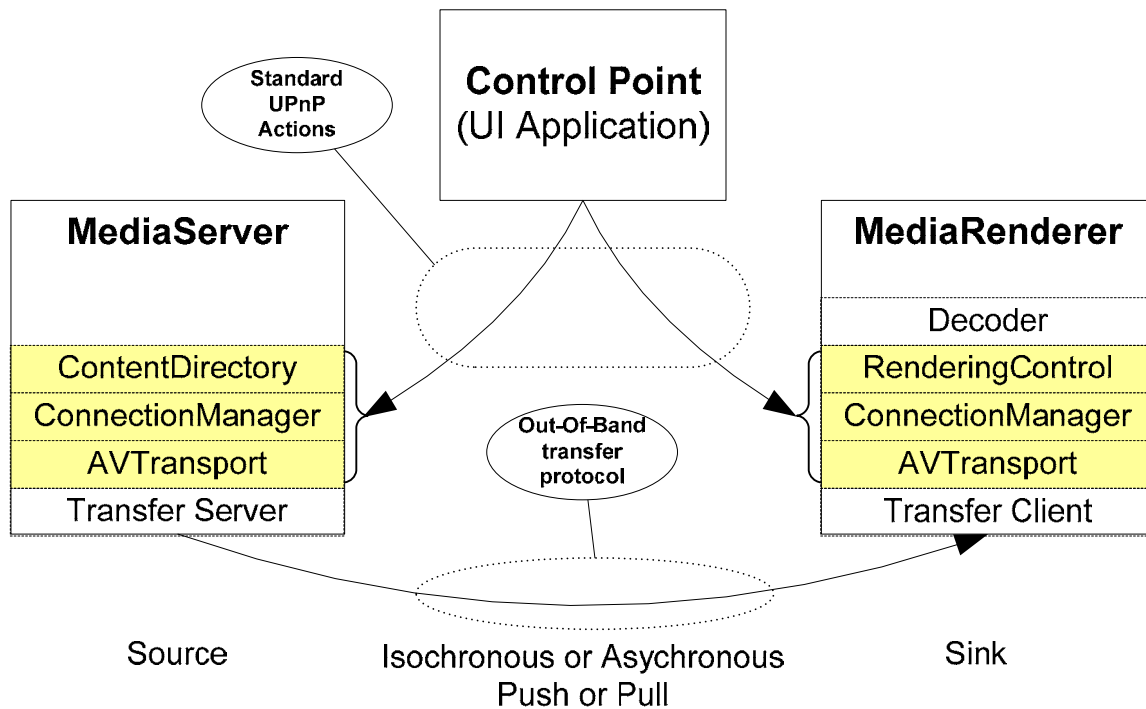 Standard
UPnP
Actions
Control Point
(UI Application)
MediaServer
ContentDirectory
ConnectionManager
AVTransport
Transfer Server
MediaRenderer
Decoder
RenderingControl
ConnectionManager
AVTransport
Transfer Client
Out-Of-Band
transfer
protocol
Source
Isochronous or Asychronous
Push or Pull
Sink